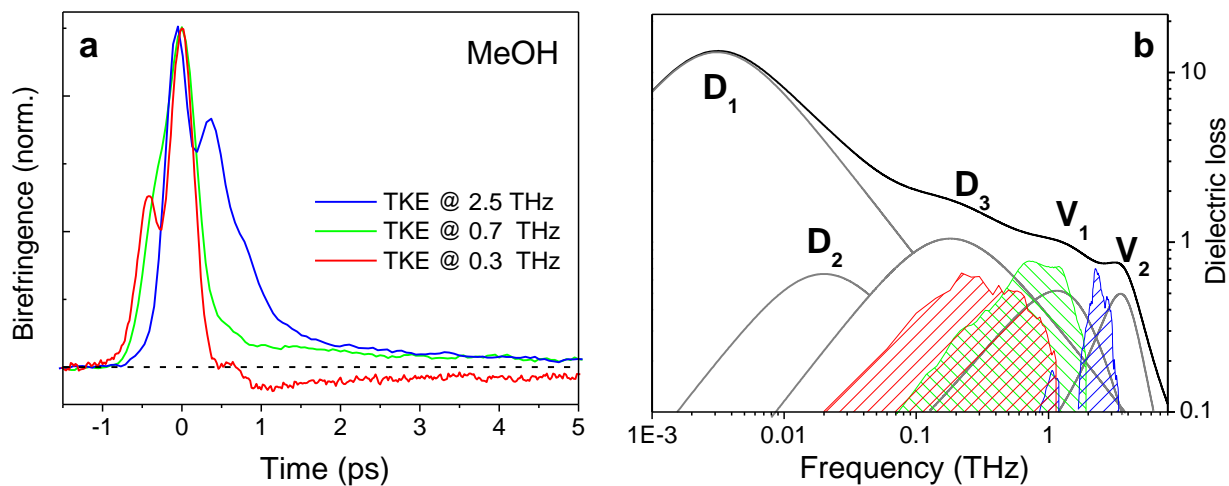 a
MeOH
Birefringence (norm.)
TKE @ 2.5 THz
TKE @ 0.7 THz
TKE @ 0.3 THz
-1 0 1 2 3 4 5
Time (ps)
b
D1
D2
D3
V1
V2
10
1
0.1
Dielectric loss
1E-3 0.01 0.1 1
Frequency (THz)